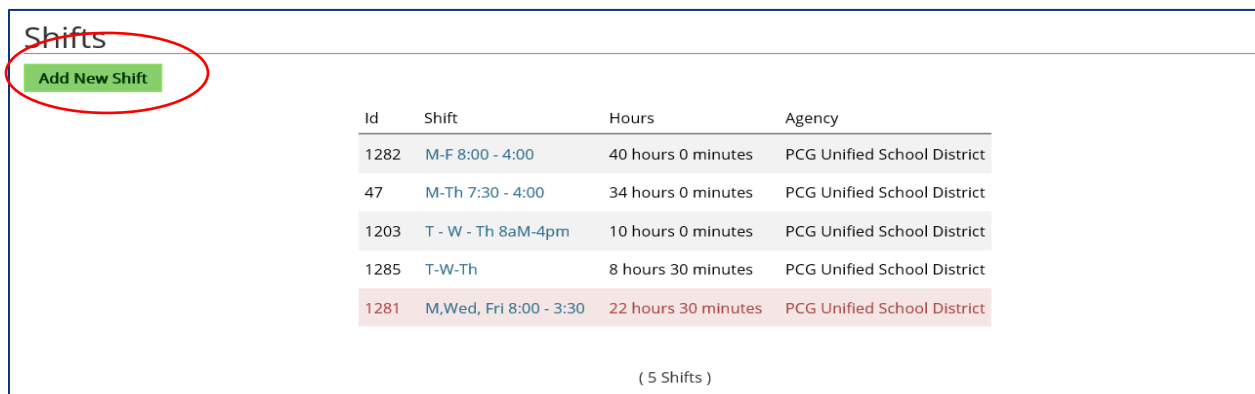 Shifts
Add New Shift
Id Shift Hours Agency
1282 M-F 8:00 - 4:00 40 hours 0 minutes PCG Unified School District
47 M-Th 7:30 - 4:00 34 hours 0 minutes PCG Unified School District
1203 T - W - Th 8aM-4pm 10 hours 0 minutes PCG Unified School District
1285 T-W-Th 8 hours 30 minutes PCG Unified School District
1281 M,Wed, Fri 8:00 - 3:30 22 hours 30 minutes PCG Unified School District
( 5 Shifts )